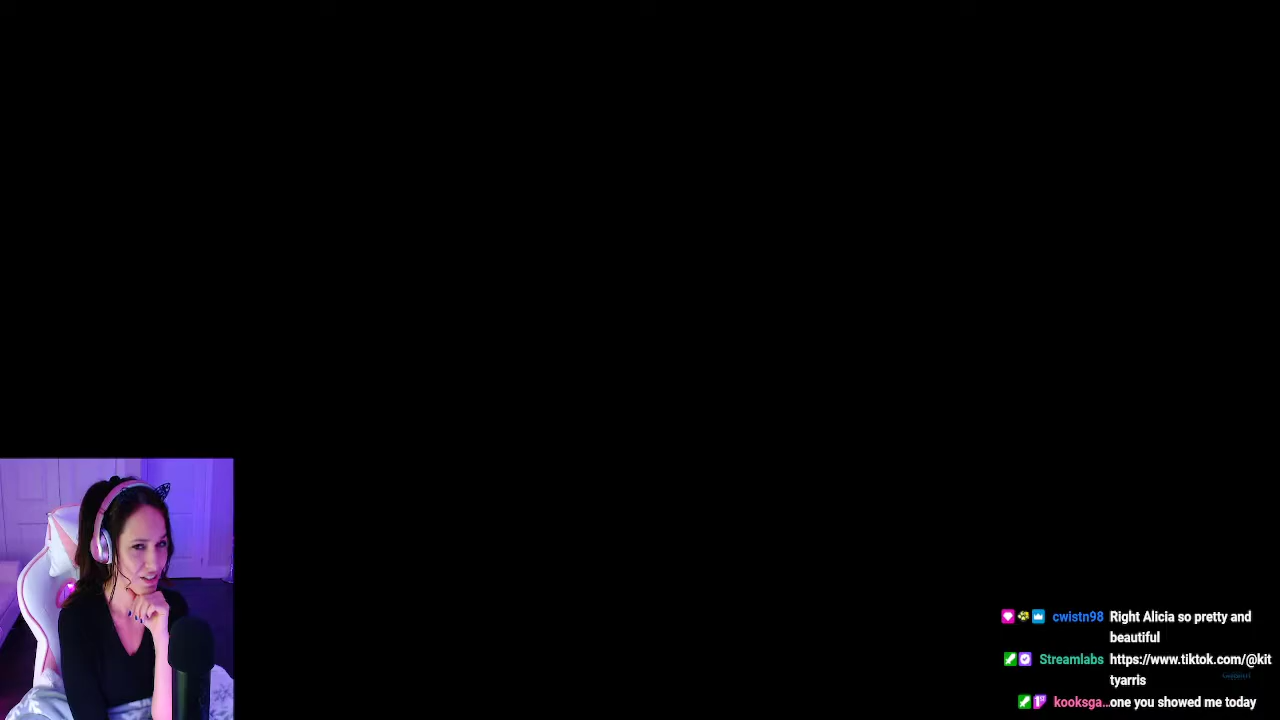 cwistn98 Right Alicia so pretty and
beautiful
Streamlabs https://www.tiktok.com/@kit
tyarris
kooksga...one you showed me today